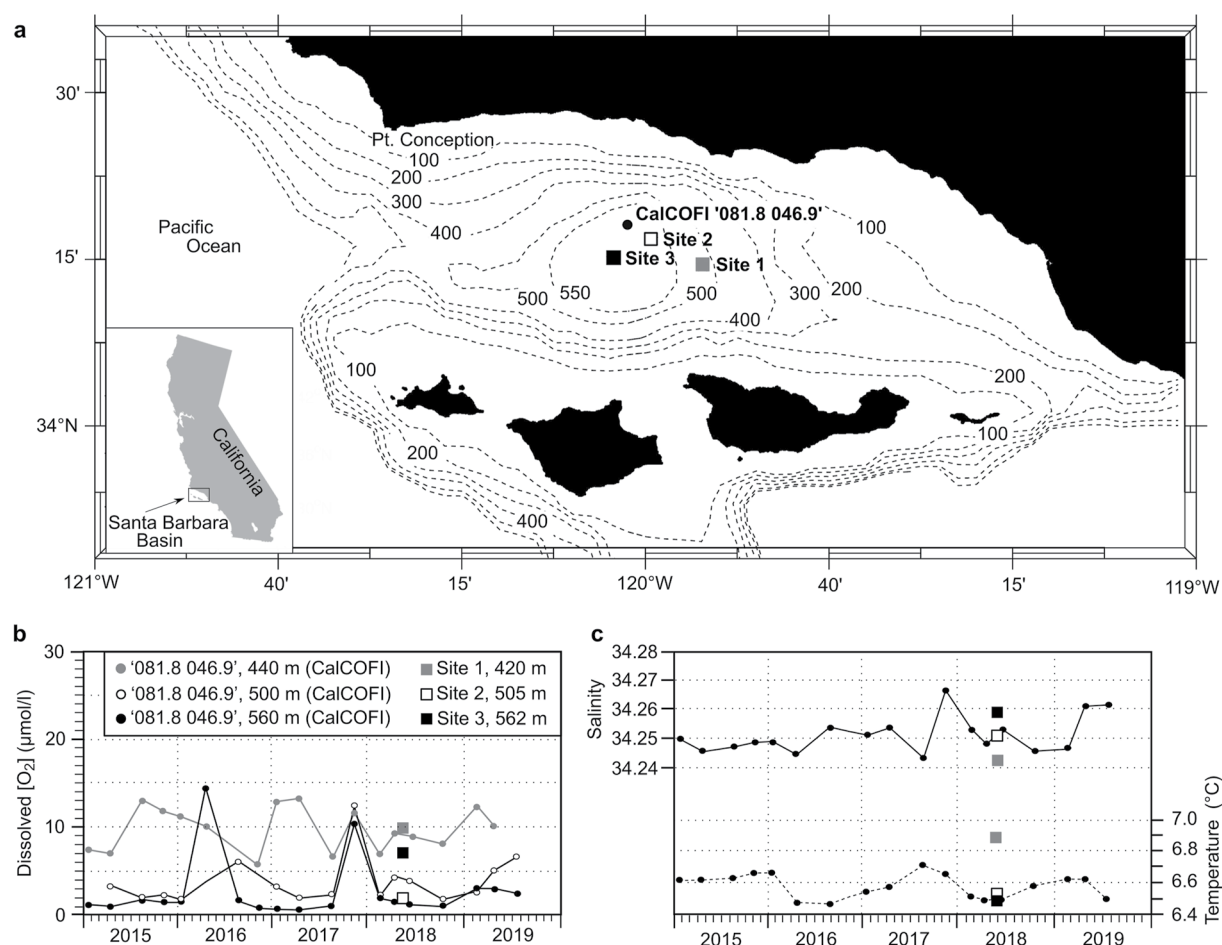 a
30'
Pt. Conception
100
200
300
400
CalCOFI '081.8 046.9'
100
Pacific
Ocean
Site 2
15'
Site 3
Site 1
500
550
500
300
200
400
100
200
34°N
100
200
California
Santa Barbara
Basin
400
121°W
40'
15'
120°W
40'
15'
119°W
b
Dissolved [O2] (µmol/l)
30
20
10
0
‘081.8 046.9’, 440 m (CalCOFI)
‘081.8 046.9’, 500 m (CalCOFI)
‘081.8 046.9’, 560 m (CalCOFI)
Site 1, 420 m
Site 2, 505 m
Site 3, 562 m
2015
2016
2017
2018
2019
c
Salinity
34.28
34.27
34.26
34.25
34.24
7.0
6.8
6.6
6.4
Temperature (°C)
2015
2016
2017
2018
2019